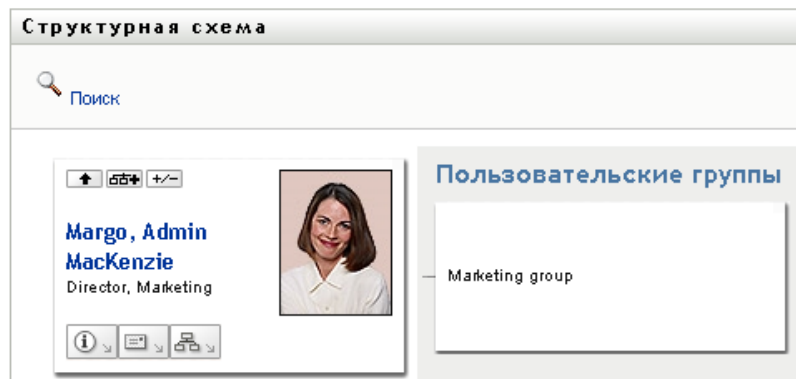 Структурная схема
Поиск
+/-
Margo, Admin
MacKenzie
Director, Marketing
Пользовательские группы
Marketing group